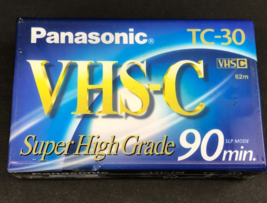 Panasonic® TC-30
VHS-C
VHS C
62m
Super High Grade 90 min.
SLP MODE